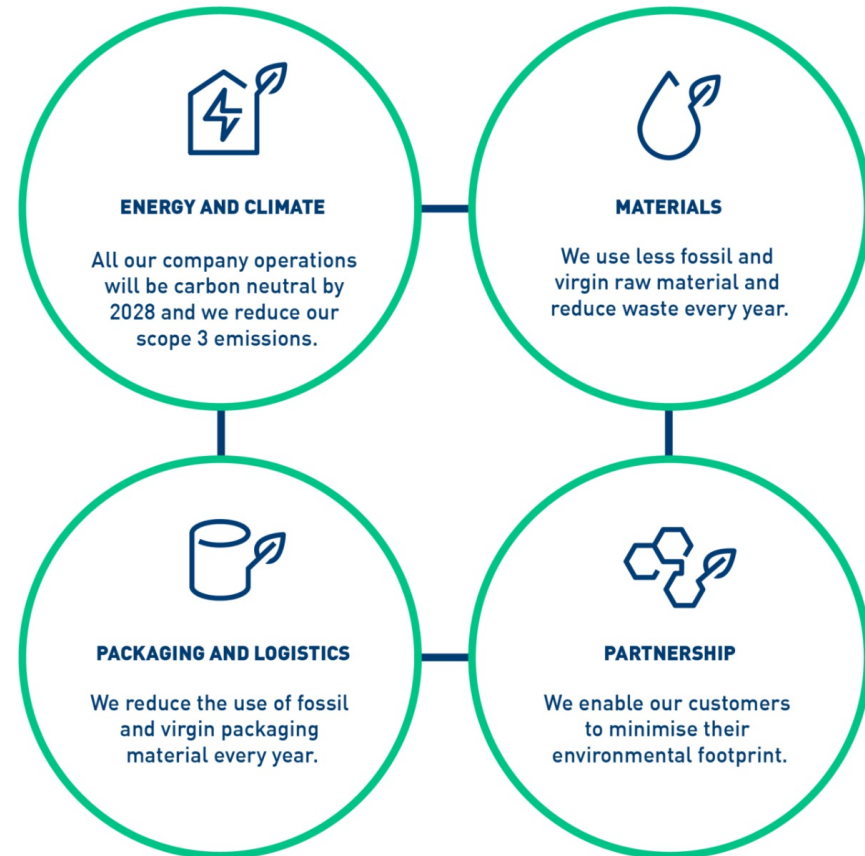 ENERGY AND CLIMATE
All our company operations
will be carbon neutral by
2028 and we reduce our
scope 3 emissions.
MATERIALS
We use less fossil and
virgin raw material and
reduce waste every year.
PACKAGING AND LOGISTICS
We reduce the use of fossil
and virgin packaging
material every year.
PARTNERSHIP
We enable our customers
to minimise their
environmental footprint.